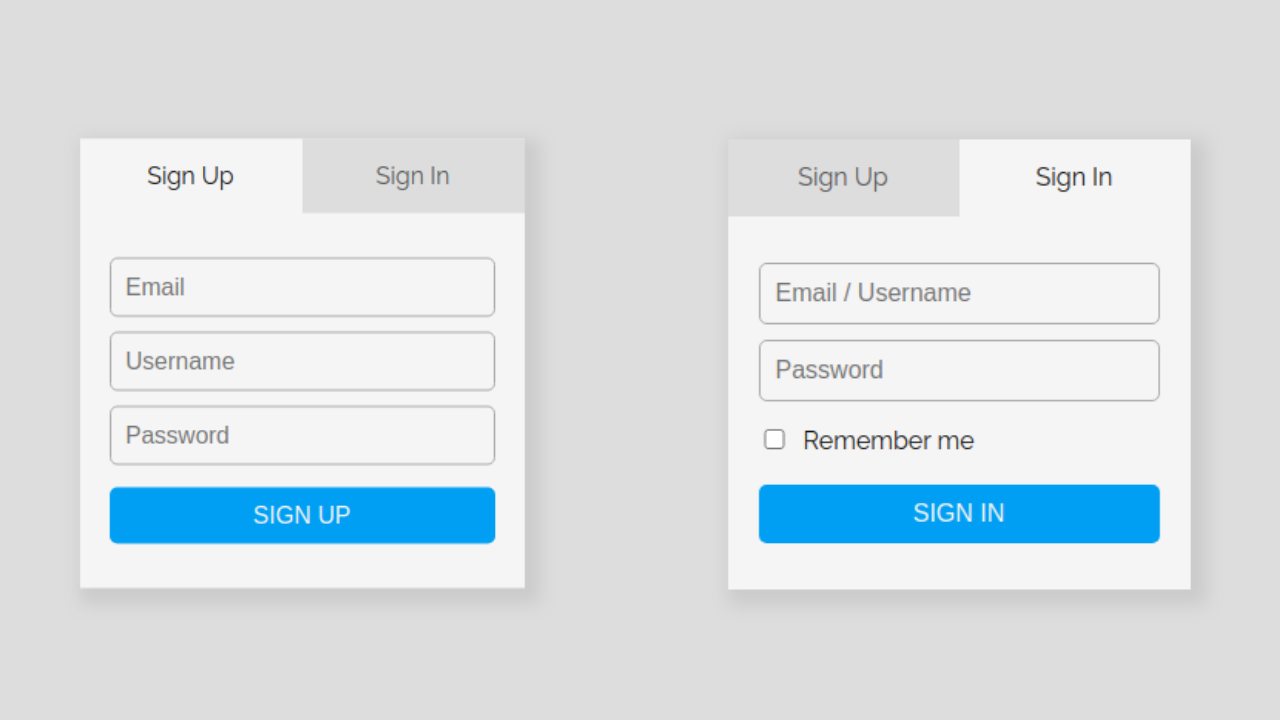 Sign Up
Sign In
Email
Username
Password
SIGN UP
Sign Up
Sign In
Email / Username
Password
Remember me
SIGN IN